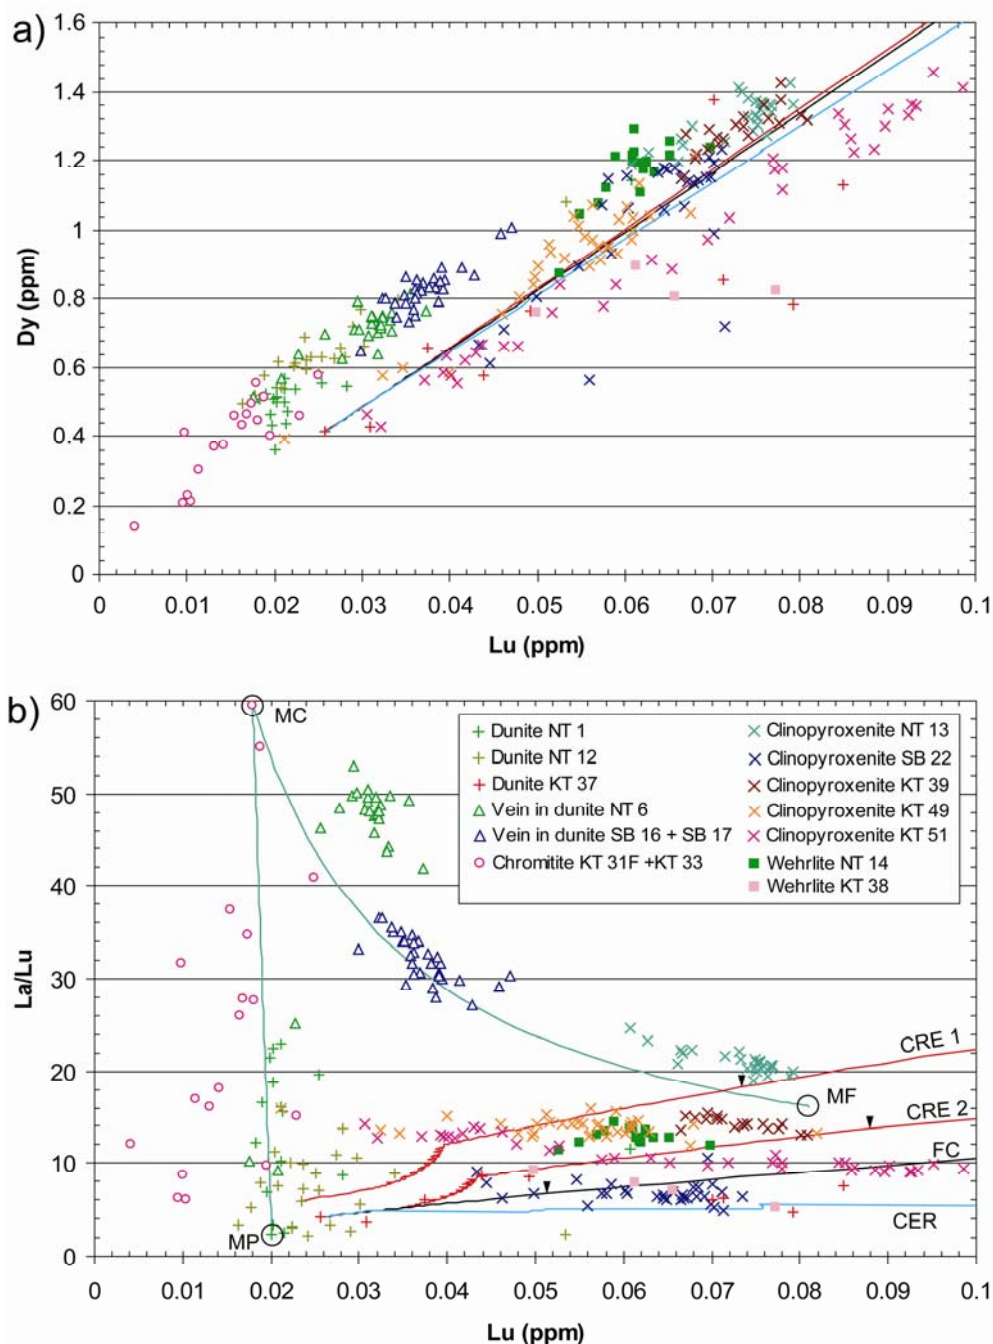 a)
1.6
1.4
1.2
1
0.8
0.6
0.4
0.2
0
Dy (ppm)
0 0.01 0.02 0.03 0.04 0.05 0.06 0.07 0.08 0.09 0.1
Lu (ppm)
b)
60
50
40
30
20
10
0
La/Lu
MC
Dunite NT 1
Dunite NT 12
Dunite KT 37
Vein in dunite NT 6
Vein in dunite SB 16 + SB 17
Chromitite KT 31F +KT 33
Clinopyroxenite NT 13
Clinopyroxenite SB 22
Clinopyroxenite KT 39
Clinopyroxenite KT 49
Clinopyroxenite KT 51
Wehrlite NT 14
Wehrlite KT 38
CRE 1
MF
CRE 2
FC
CER
MP
0 0.01 0.02 0.03 0.04 0.05 0.06 0.07 0.08 0.09 0.1
Lu (ppm)